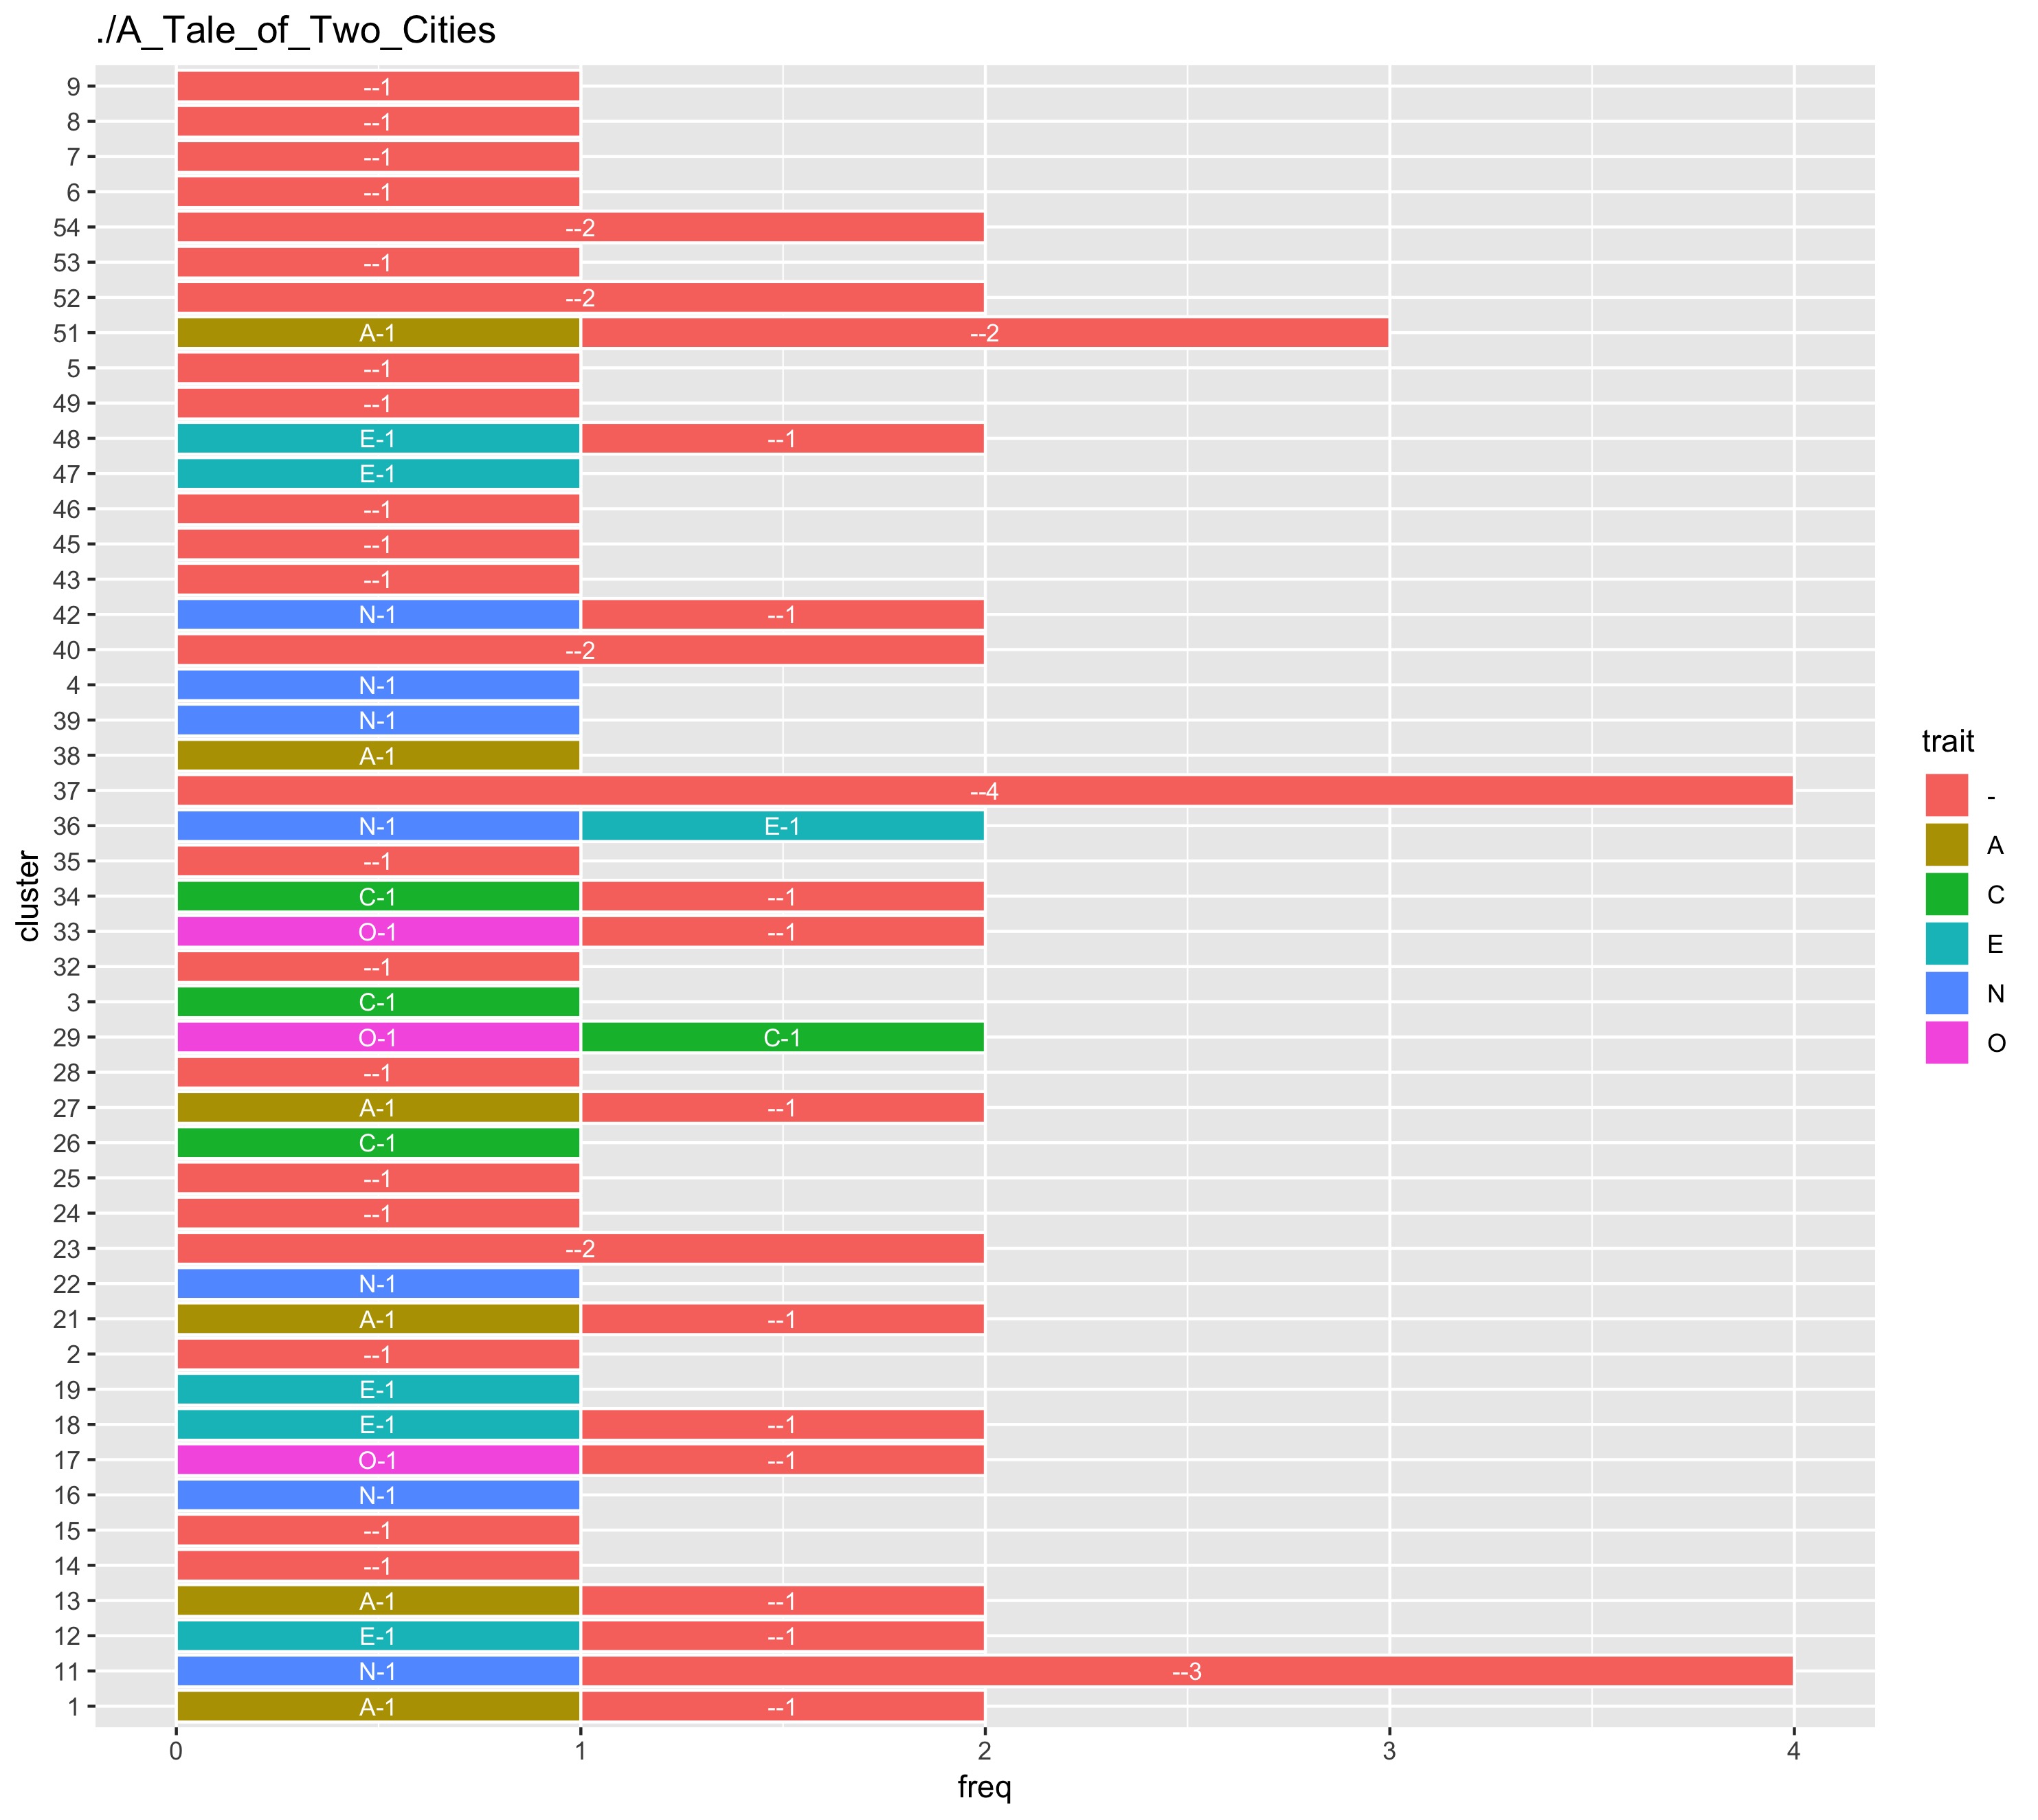 ./A_Tale_of_Two_Cities
9 --1
8 --1
7 --1
6 --1
54 --2
53 --1
52 --2
51 A-1 --2
5 --1
49 --1
48 E-1 --1
47 E-1
46 --1
45 --1
43 --1
42 N-1 --1
40 --2
4 N-1
39 N-1
38 A-1
37 --4
36 N-1 E-1
35 --1
34 C-1 --1
33 O-1 --1
32 --1
3 C-1
29 O-1 C-1
28 --1
27 A-1 --1
26 C-1
25 --1
24 --1
23 --2
22 N-1
21 A-1 --1
2 --1
19 E-1
18 E-1 --1
17 O-1 --1
16 N-1
15 --1
14 --1
13 A-1 --1
12 E-1 --1
11 N-1 --3
1 A-1 --1
0 1 2 3 4
freq
cluster
trait
-
A
C
E
N
O